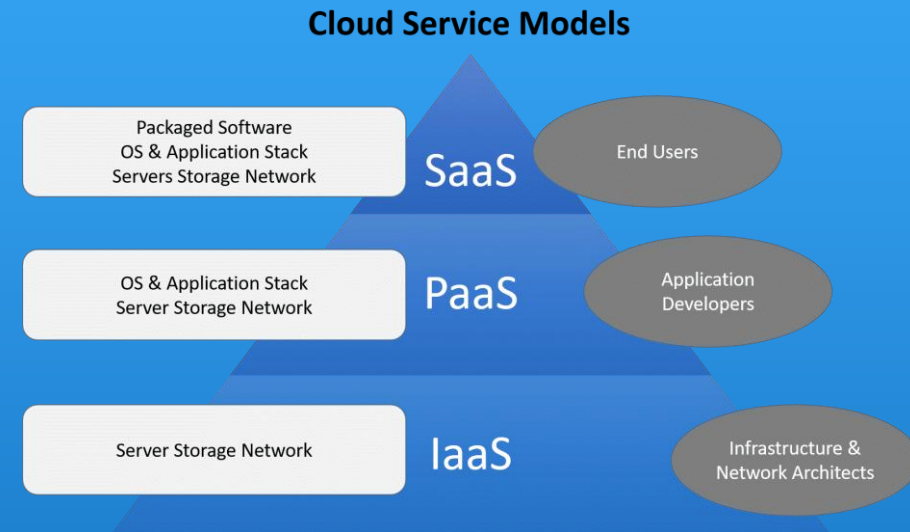 Cloud Service Models
Packaged Software
OS & Application Stack
Servers Storage Network
SaaS
End Users
OS & Application Stack
Server Storage Network
PaaS
Application
Developers
Server Storage Network
IaaS
Infrastructure &
Network Architects